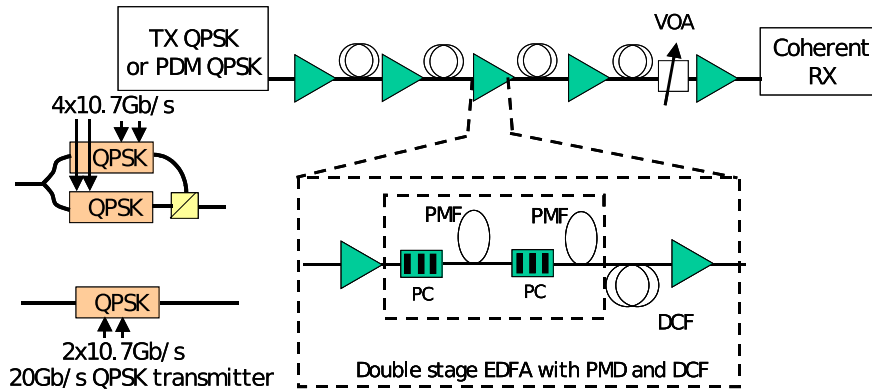 TX QPSK
or PDM QPSK
VOA
Coherent
RX
4x10.7Gb/s
QPSK
QPSK
PMF
PMF
PC
PC
DCF
QPSK
2x10.7Gb/s
20Gb/s QPSK transmitter
Double stage EDFA with PMD and DCF